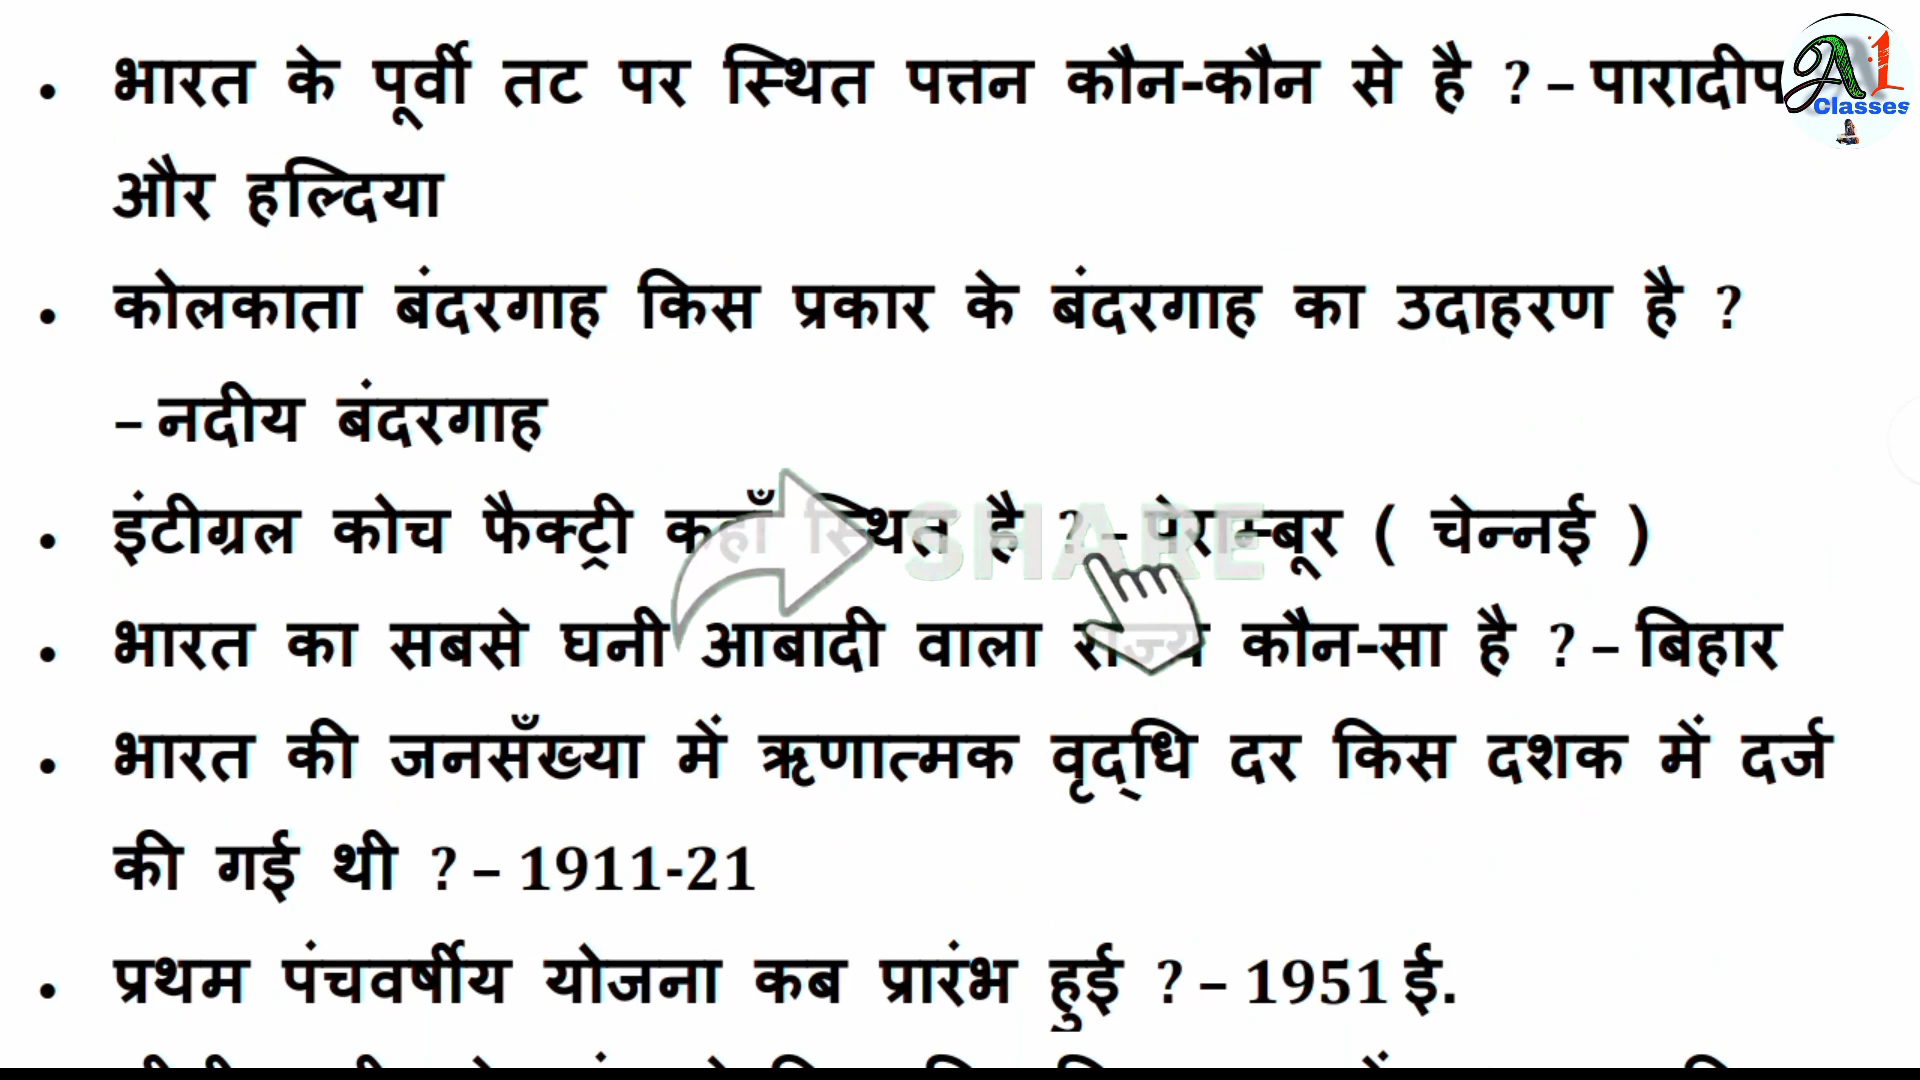 • भारत के पूर्वी तट पर स्थित पत्तन कौन-कौन से है ? – पारादीप
और हल्दिया
• कोलकाता बंदरगाह किस प्रकार के बंदरगाह का उदाहरण है ?
– नदीय बंदरगाह
• इंटीग्रल कोच फैक्ट्री कहाँ स्थित है ? – पेराम्बूर ( चेन्नई )
• भारत का सबसे घनी आबादी वाला राज्य कौन-सा है ? – बिहार
• भारत की जनसँख्या में ऋणात्मक वृद्धि दर किस दशक में दर्ज
की गई थी ? – 1911-21
• प्रथम पंचवर्षीय योजना कब प्रारंभ हुई ? – 1951 ई.
A1
Classes
SHARE